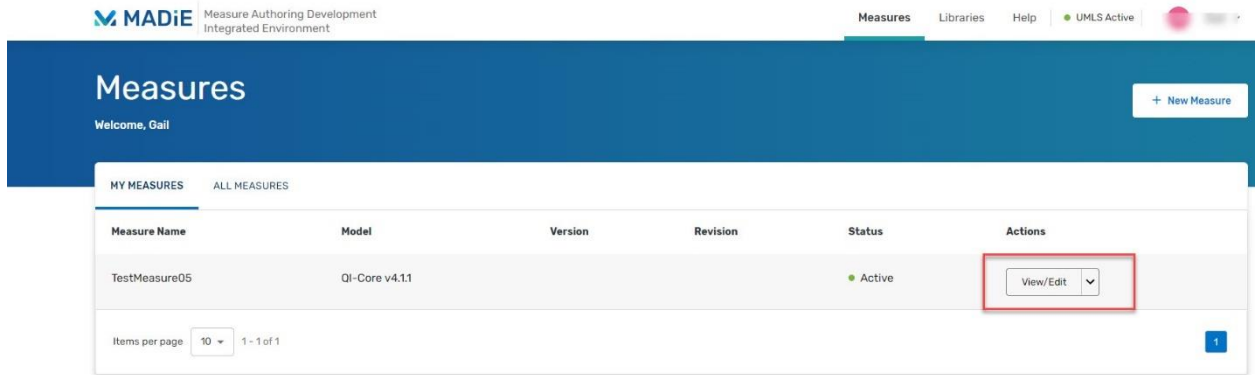 MADiE Measure Authoring Development
Integrated Environment
Measures Libraries Help UMLS Active
Measures
+ New Measure
Welcome, Gail
MY MEASURES ALL MEASURES
Measure Name Model Version Revision Status Actions
TestMeasure05 QI-Core v4.1.1 Active View/Edit
Items per page 10 1 - 1 of 1 1